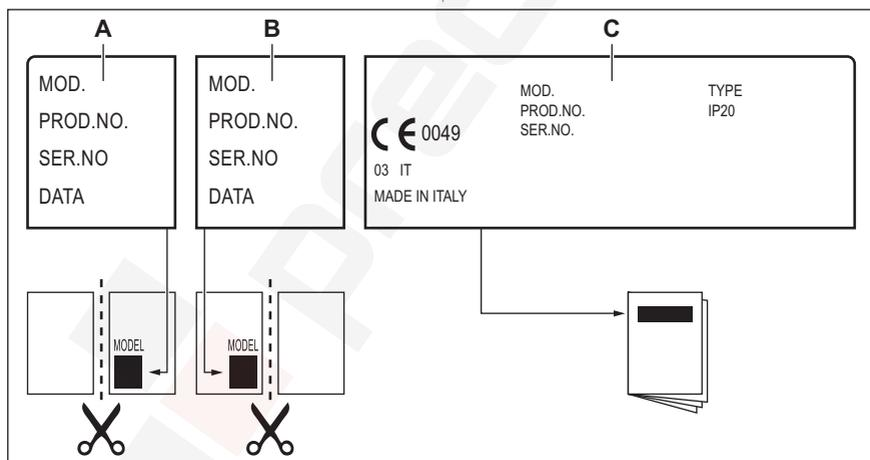 A
B
C
MOD.
PROD.NO.
SER.NO
DATA
MOD.
PROD.NO.
SER.NO
DATA
MOD.
PROD.NO.
SER.NO.
TYPE
IP20
CE 0049
03 IT
MADE IN ITALY
MODEL
MODEL